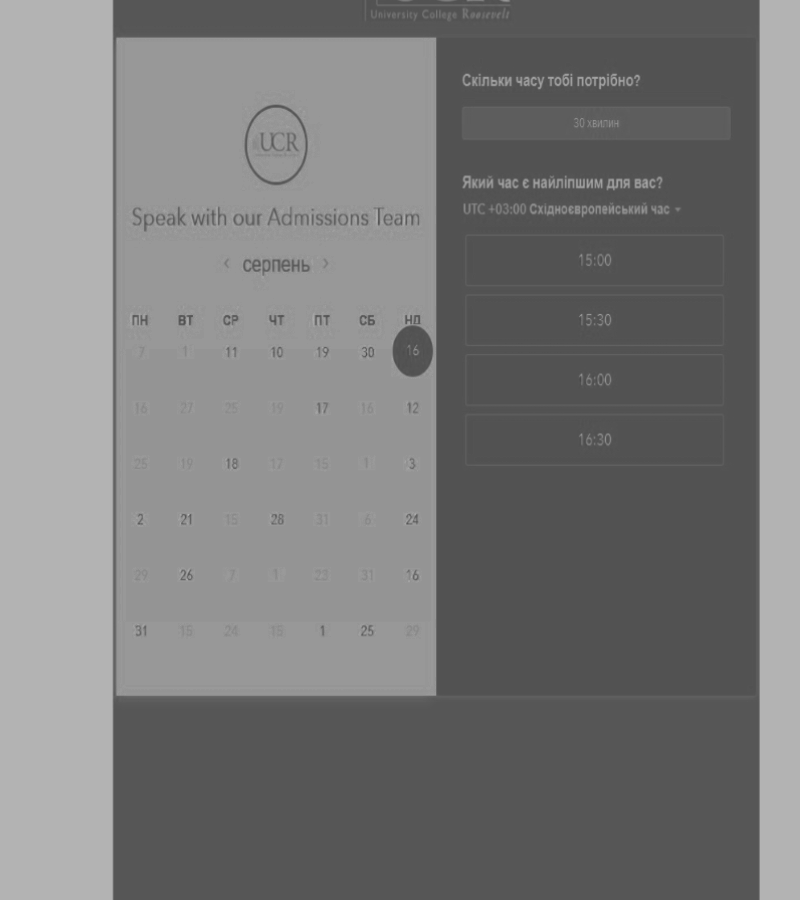 University College Roosevelt
UCR
Speak with our Admissions Team
< серпень >
ПН ВТ СР ЧТ ПТ СБ НД
7 1 11 10 19 30 16
16 27 25 19 17 16 12
25 19 18 17 15 1 3
2 21 15 28 31 6 24
29 26 7 1 23 31 16
31 15 24 15 1 25 29
Скільки часу тобі потрібно?
30 хвилин
Який час є найліпшим для вас?
UTC +03:00 Східноєвропейський час
15:00
15:30
16:00
16:30